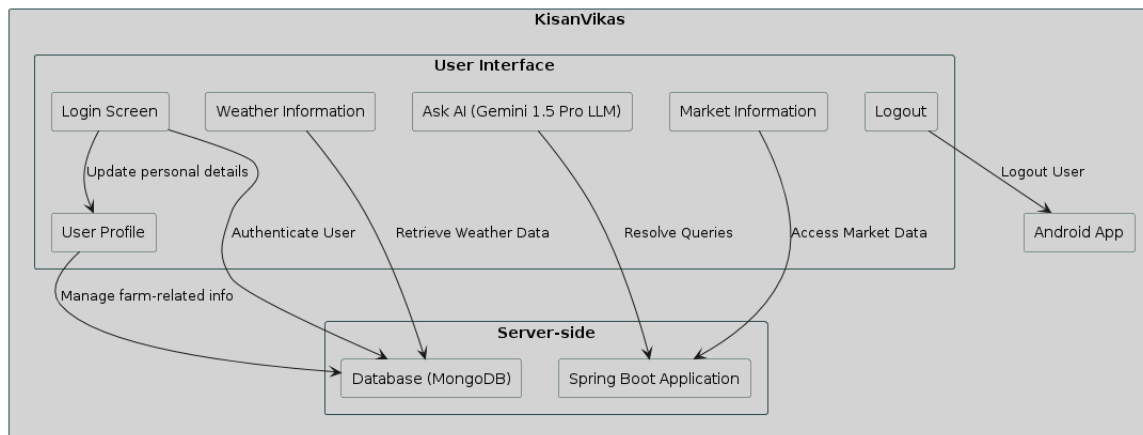 KisanVikas
User Interface
Login Screen
Weather Information
Ask AI (Gemini 1.5 Pro LLM)
Market Information
Logout
Update personal details
Logout User
User Profile
Authenticate User
Retrieve Weather Data
Resolve Queries
Access Market Data
Android App
Manage farm-related info
Server-side
Database (MongoDB)
Spring Boot Application